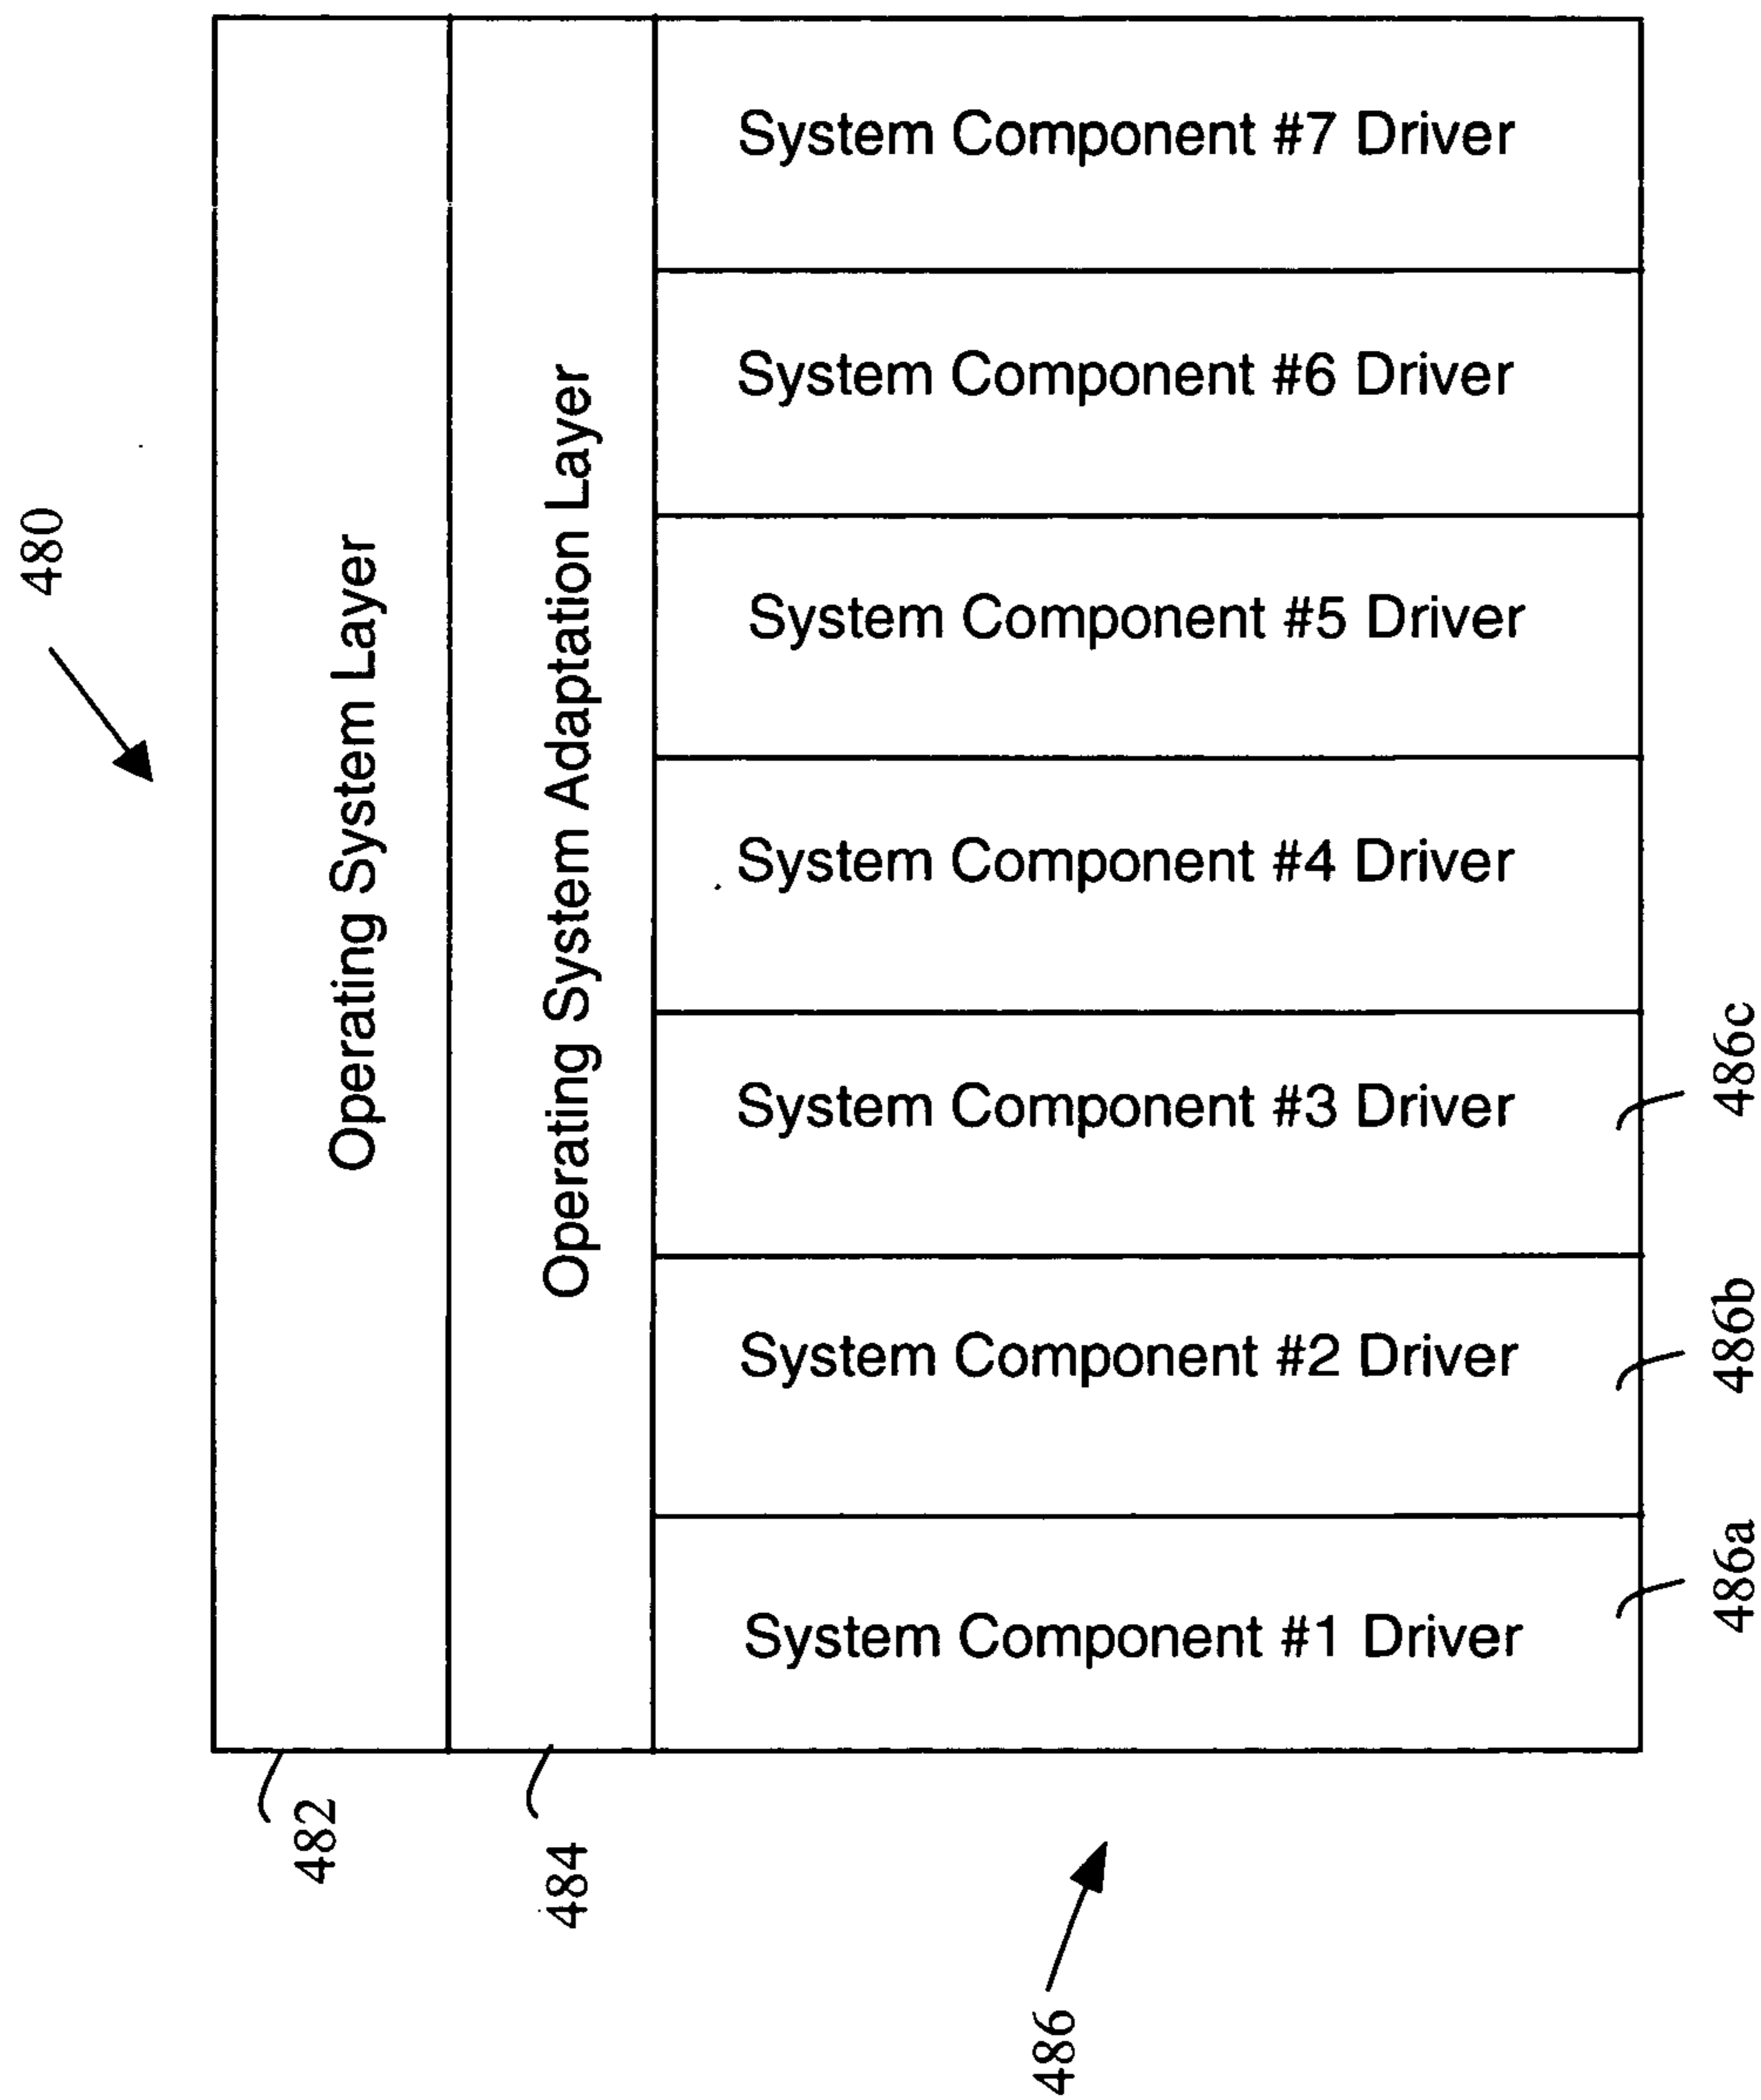 480
Operating System Layer
482
Operating System Adaptation Layer
484
System Component #7 Driver
System Component #6 Driver
System Component #5 Driver
System Component #4 Driver
System Component #3 Driver
System Component #2 Driver
System Component #1 Driver
486
486a
486b
486c